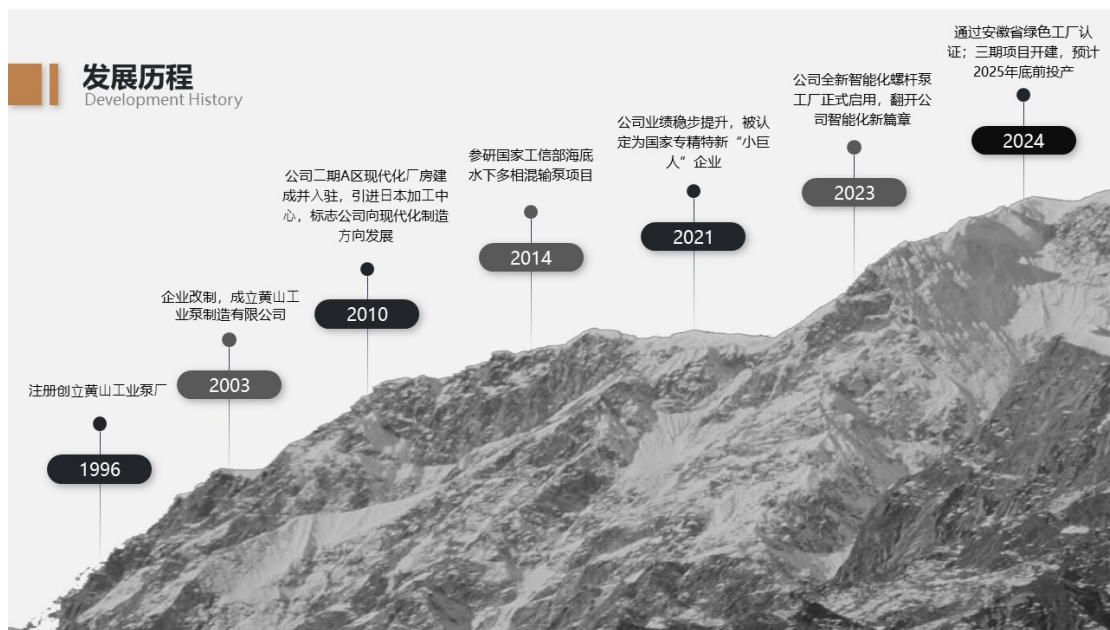 发展历程
Development History
注册创立黄山工业泵厂
1996
企业改制，成立黄山工
业泵制造有限公司
2003
公司二期A区现代化厂房建
成并入驻，引进日本加工中
心，标志公司向现代化制造
方向发展
2010
参研国家工信部海底
水下多相混输泵项目
2014
公司业绩稳步提升，被认
定为国家专精特新“小巨
人”企业
2021
公司全新智能化螺杆泵
工厂正式启用，翻开公
司智能化新篇章
2023
通过安徽省绿色工厂认
证；三期项目开建，预计
2025年底前投产
2024